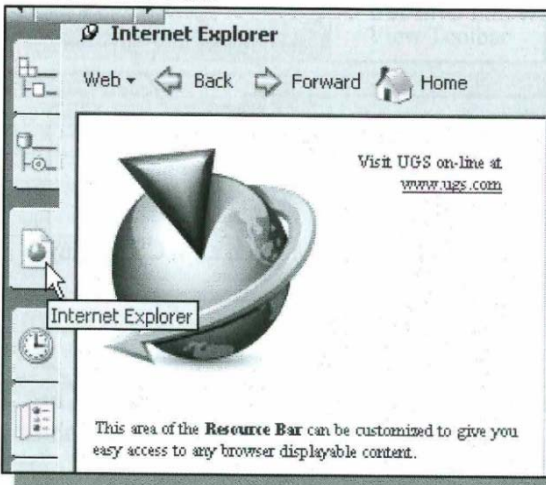 Internet Explorer
Web Back Forward Home
Visit UGS on-line at
www.ugs.com
Internet Explorer
This area of the Resource Bar can be customized to give you
easy access to any browser displayable content.